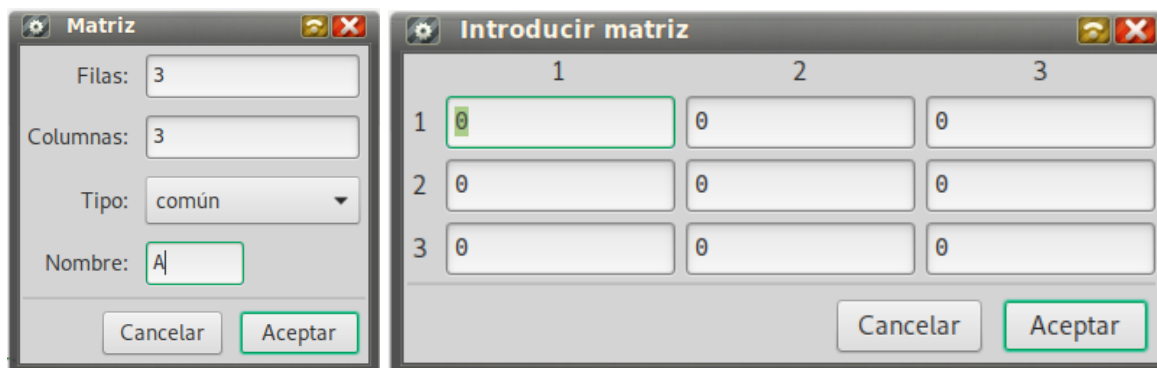 Matriz
Filas: 3
Columnas: 3
Tipo: común
Nombre: A
Cancelar Aceptar
Introducir matriz
1 2 3
1 0 0 0
2 0 0 0
3 0 0 0
Cancelar Aceptar